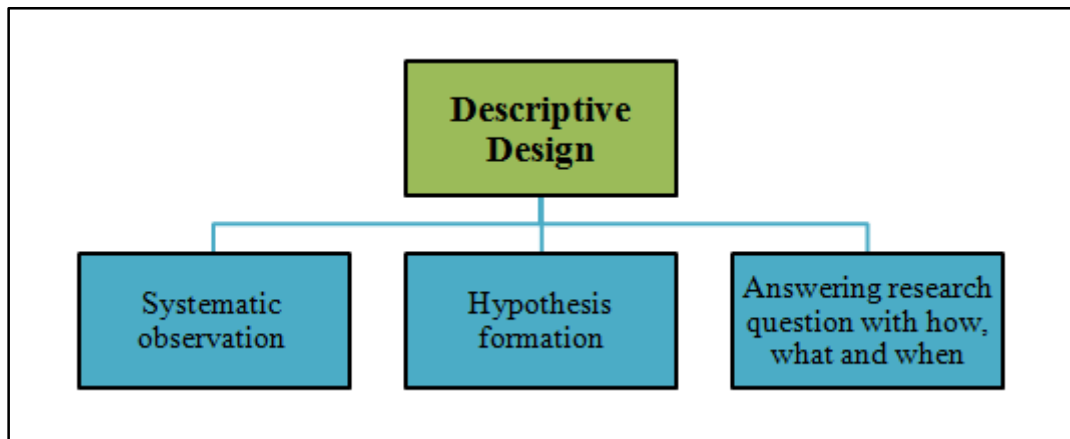 Descriptive
Design
Systematic
observation
Hypothesis
formation
Answering research
question with how,
what and when